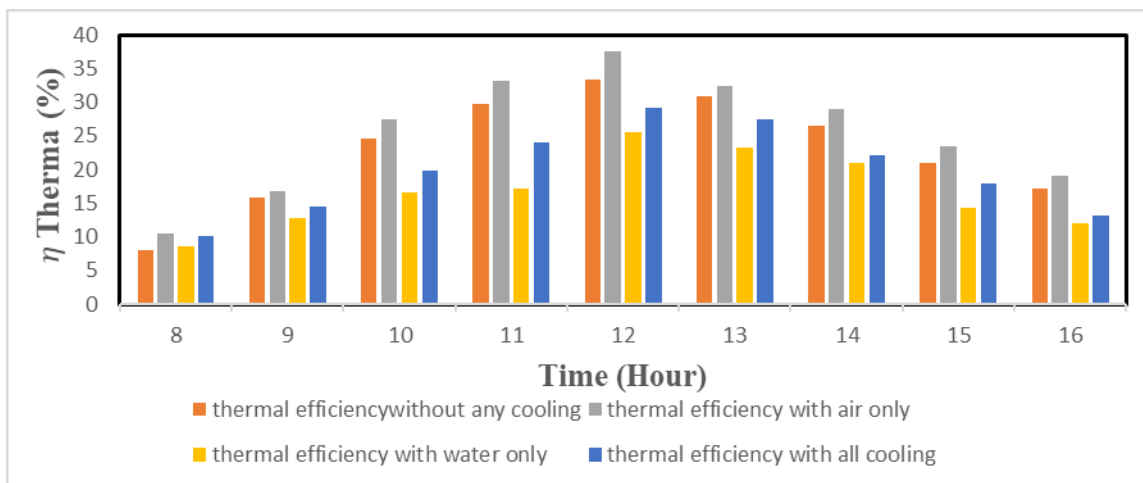 40
35
30
25
20
15
10
5
0
η Therma (%)
8 9 10 11 12 13 14 15 16
Time (Hour)
thermal efficiencywithout any cooling thermal efficiency with air only
thermal efficiency with water only thermal efficiency with all cooling